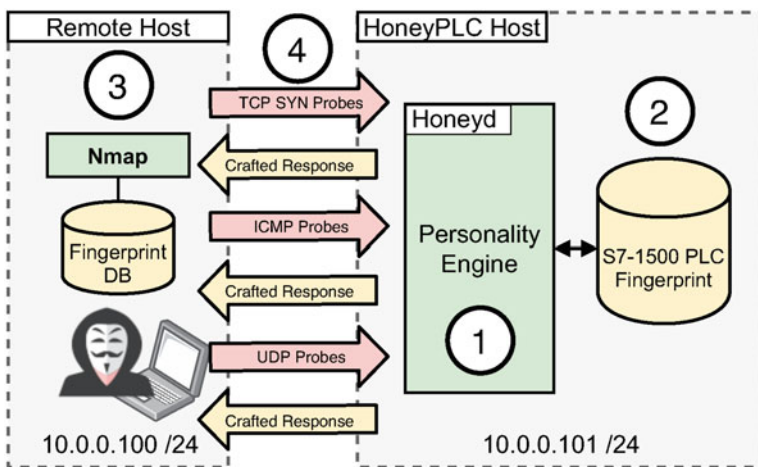 Remote Host
HoneyPLC Host
3
4
TCP SYN Probes
Honeyd
2
Nmap
Crafted Response
ICMP Probes
Fingerprint
DB
Personality
Engine
S7-1500 PLC
Fingerprint
Crafted Response
1
UDP Probes
Crafted Response
10.0.0.100 /24
10.0.0.101 /24